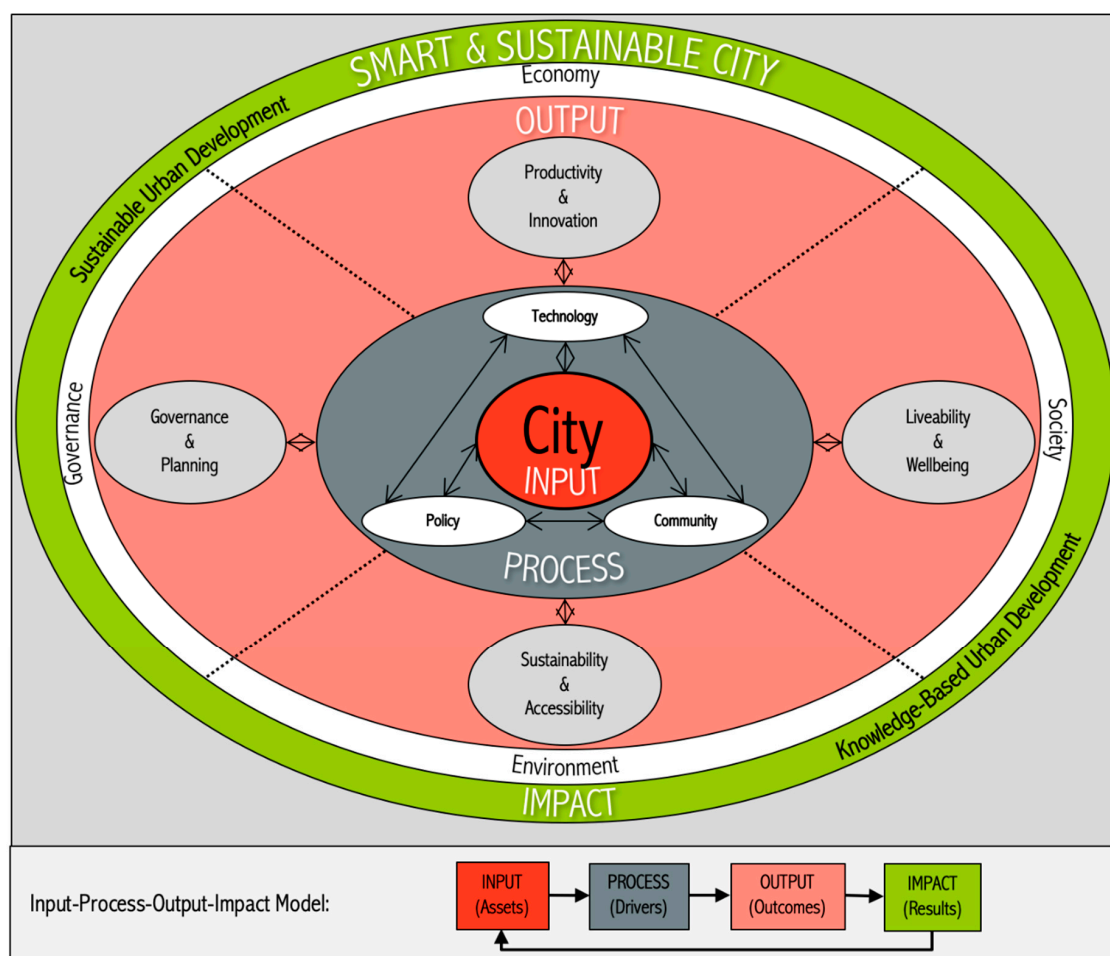 SMART & SUSTAINABLE CITY
Economy
Sustainable Urban Development
OUTPUT
Productivity
&
Innovation
Technology
Governance
Governance
&
Planning
City
INPUT
Liveability
&
Wellbeing
Society
Policy
Community
PROCESS
Sustainability
&
Accessibility
Knowledge-Based Urban Development
Environment
IMPACT
Input-Process-Output-Impact Model:
INPUT
(Assets)
PROCESS
(Drivers)
OUTPUT
(Outcomes)
IMPACT
(Results)